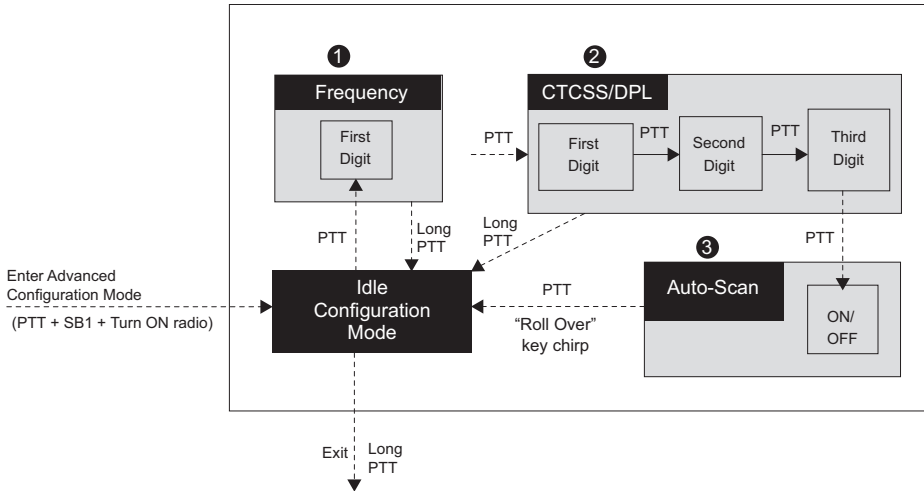 1
Frequency
First
Digit
PTT
Long
PTT
PTT
2
CTCSS/DPL
First
Digit
PTT
Second
Digit
PTT
Third
Digit
Long
PTT
PTT
3
Auto-Scan
ON/
OFF
PTT
“Roll Over”
key chirp
Enter Advanced
Configuration Mode
(PTT + SB1 + Turn ON radio)
Idle
Configuration
Mode
Exit
Long
PTT